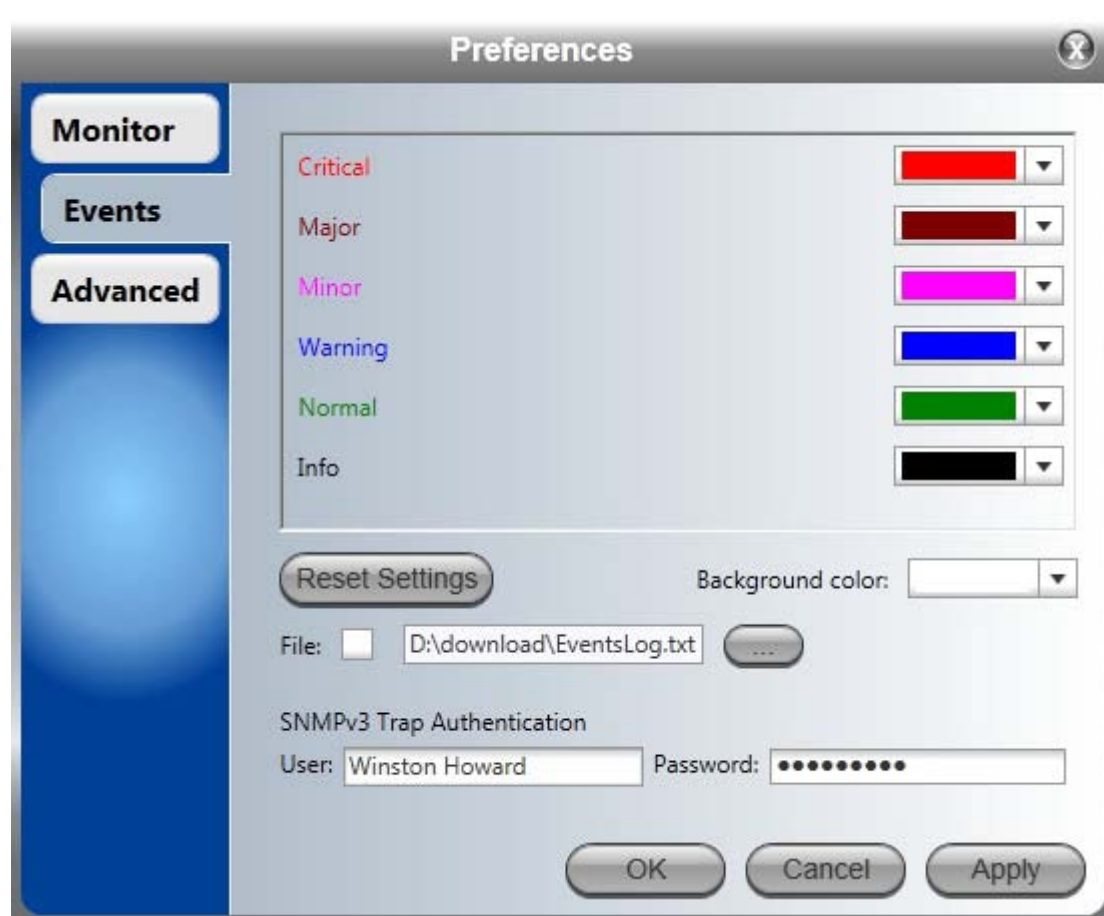 Preferences
X
Monitor
Events
Advanced
Critical
Major
Minor
Warning
Normal
Info
Reset Settings
Background color:
File:
D:\download\EventsLog.txt
...
SNMPv3 Trap Authentication
User: Winston Howard
Password: •••••••••
OK
Cancel
Apply